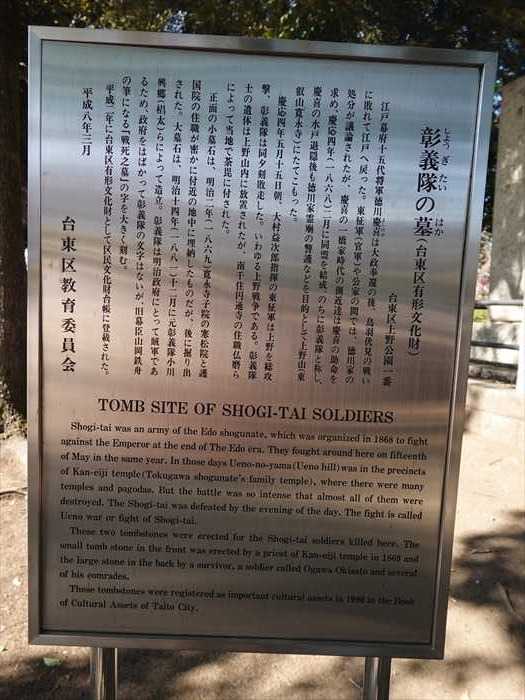 彰義隊の墓(台東区有形文化財)
しょうぎたい
はか
台東区上野公園一番
江戸幕府十五代将軍徳川慶喜は大政奉還の後、鳥羽伏見の戦い
に敗れて江戸へ戻った。東征軍(官軍)や公家の間では、徳川家の
処分が議論されたが、慶喜の一橋家時代の側近達は慶喜の助命を
求め、慶応四年(一八六八)二月に同盟を結成、のちに彰義隊と称し、
慶喜の水戸退隠後も徳川家霊廟の警護などを目的として上野山(東
叡山寛永寺)にたてこもった。
慶応四年五月十五日朝、大村益次郎指揮の東征軍は上野を総攻
撃、彰義隊は同夕刻敗走した。いわゆる上野戦争である。彰義隊
士の遺体は上野山内に放置されたが、南千住円通寺の住職仏磨ら
によって当地で荼毘に付された。
正面の小墓石は、明治二年(一八六九)寛永寺子院の寒松院と護
国院の住職が密かに付近の地中に埋納したものだが、後に掘り出
された。大墓石は、明治十四年(一八八一)十二月に元彰義隊小川
興郷(椙太)らによって造立。彰義隊は明治政府にとって賊軍であ
るため、政府をはばかって彰義隊の文字はないが、旧幕臣山岡鉄舟
の筆になる「戦死之墓」の字を大きく刻む。
平成二年に台東区有形文化財として区民文化財台帳に登載された。
平成八年三月
台東区教育委員会
TOMB SITE OF SHOGI-TAI SOLDIERS
Shogi-tai was an army of the Edo shogunate, which was organized in 1868 to fight
against the Emperor at the end of The Edo era. They fought around here on fifteenth
of May in the same year. In those days Ueno-no-yama(Ueno hill)was in the precincts
of Kan-eiji temple(Tokugawa shogunate's family temple), where there were many
temples and pagodas. But the battle was so intense that almost all of them were
destroyed. The Shogi-tai was defeated by the evening of the day. The fight is called
Ueno war or fight of Shogi-tai.
These two tombstones were erected for the Shogi-tai soldiers killed here. The
small tomb stone in the front was erected by a priest of Kan-eiji temple in 1869 and
the large stone in the back by a survivor, a soldier called Ogawa Okisato and several
of his comrades.
These tombstones were registered as important cultural assets in 1990 in the Book
of Cultural Assets of Taito City.